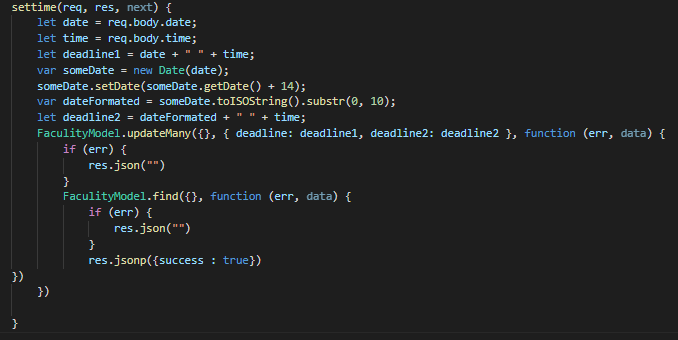 settime(req, res, next) {
let date = req.body.date;
let time = req.body.time;
let deadline1 = date + " " + time;
var someDate = new Date(date);
someDate.setDate(someDate.getDate() + 14);
var dateFormated = someDate.toISOString().substr(0, 10);
let deadline2 = dateFormated + " " + time;
FaculityModel.updateMany({}, { deadline: deadline1, deadline2: deadline2 }, function (err, data) {
if (err) {
res.json("")
}
FaculityModel.find({}, function (err, data) {
if (err) {
res.json("")
}
res.jsonp({success : true})
})
})
}